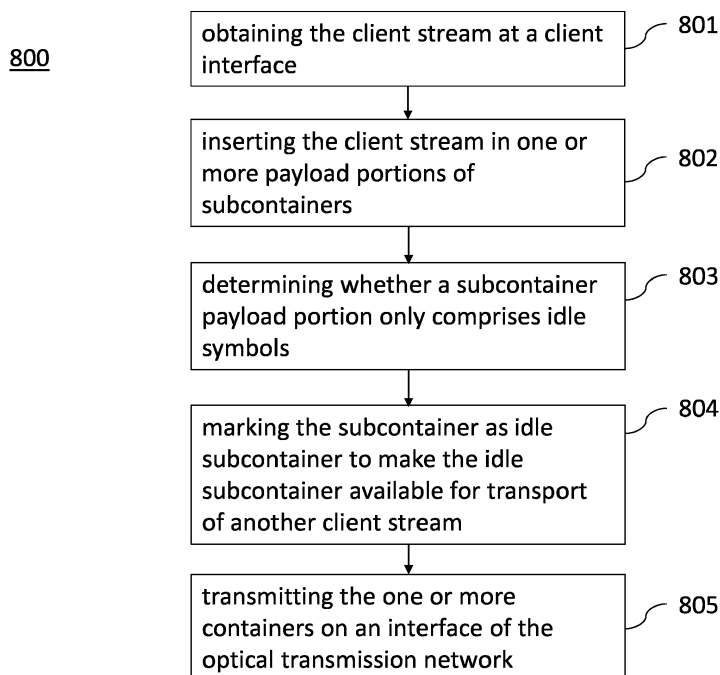 800
obtaining the client stream at a client
interface
801
inserting the client stream in one or
more payload portions of
subcontainers
802
determining whether a subcontainer
payload portion only comprises idle
symbols
803
marking the subcontainer as idle
subcontainer to make the idle
subcontainer available for transport
of another client stream
804
transmitting the one or more
containers on an interface of the
optical transmission network
805